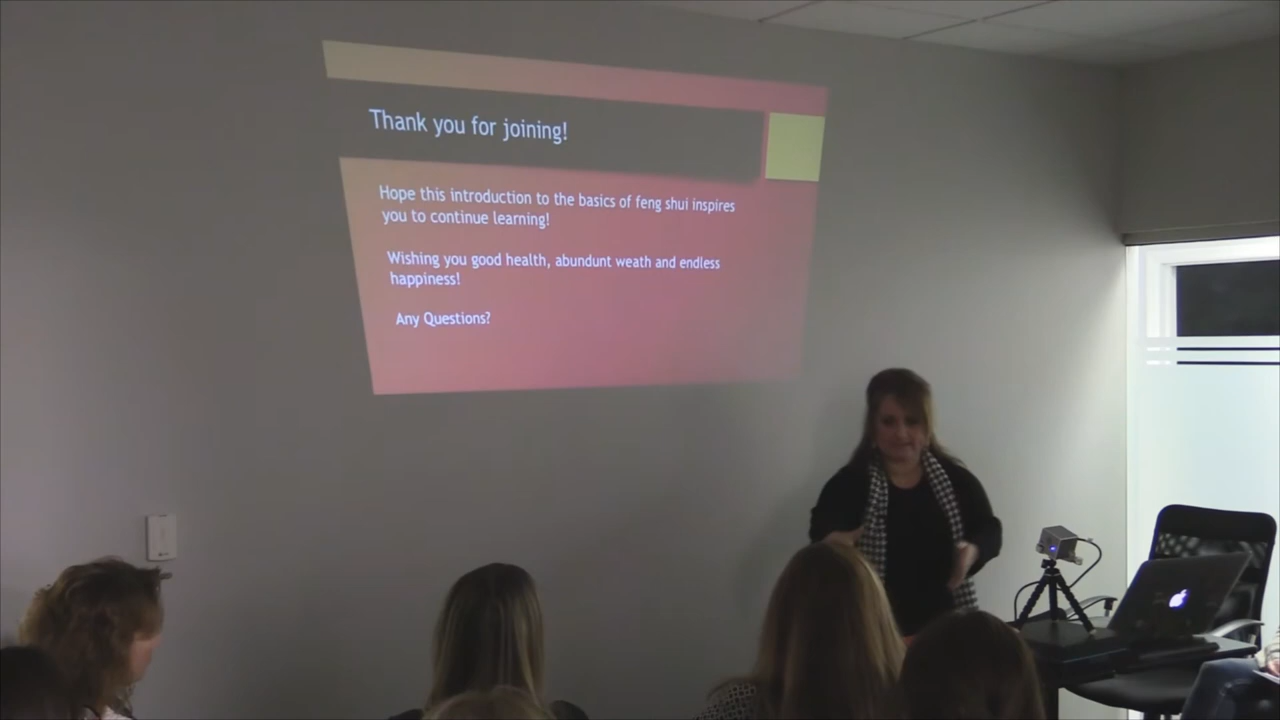 Thank you for joining!
Hope this introduction to the basics of feng shui inspires
you to continue learning!
Wishing you good health, abundunt weath and endless
happiness!
Any Questions?